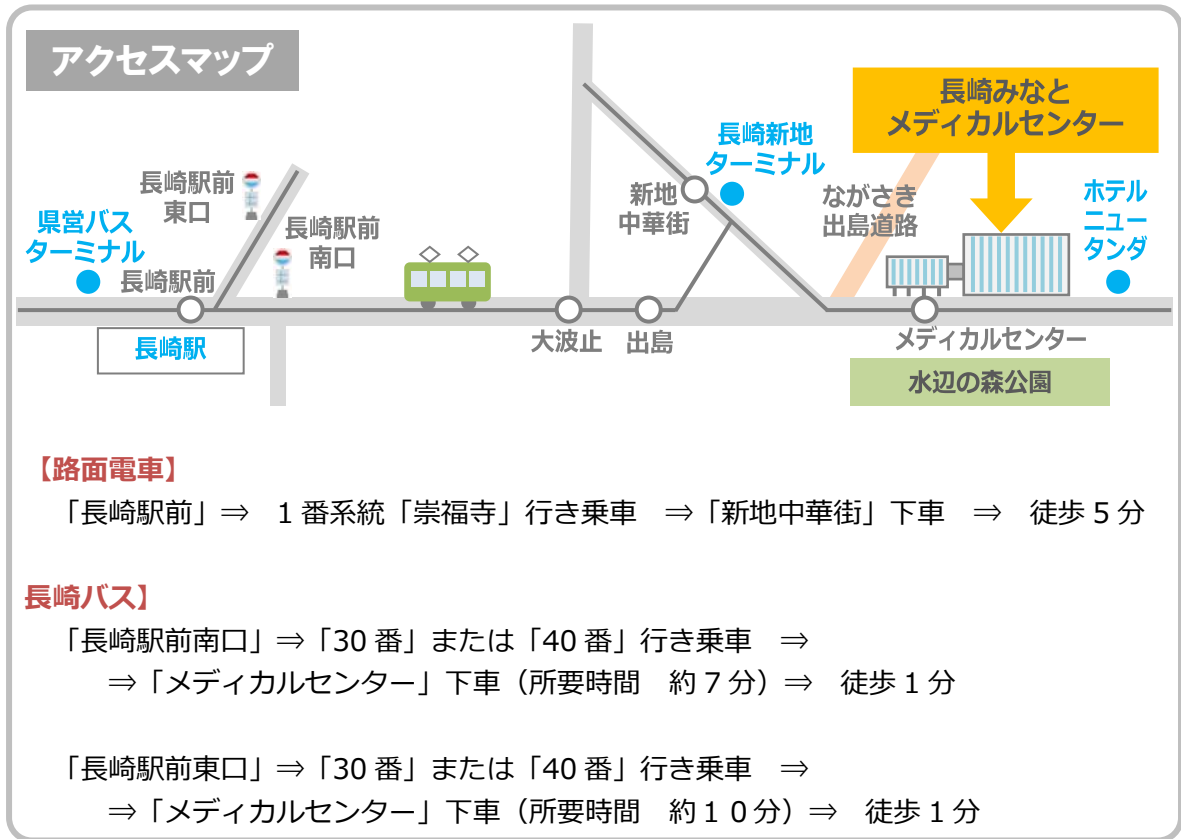 アクセスマップ
長崎みなと
メディカルセンター
長崎新地
ターミナル
長崎駅前
東口
新地
中華街
ながさき
出島道路
ホテル
ニュー
タンダ
県営バス
ターミナル
長崎駅前
南口
長崎駅前
長崎駅
大波止
出島
メディカルセンター
水辺の森公園
【路面電車】
「長崎駅前」⇒　1番系統「崇福寺」行き乗車　⇒「新地中華街」下車　⇒　徒歩5分
長崎バス】
「長崎駅前南口」⇒「30番」または「40番」行き乗車　⇒
⇒「メディカルセンター」下車（所要時間　約7分）⇒　徒歩1分
「長崎駅前東口」⇒「30番」または「40番」行き乗車　⇒
⇒「メディカルセンター」下車（所要時間　約１０分）⇒　徒歩1分